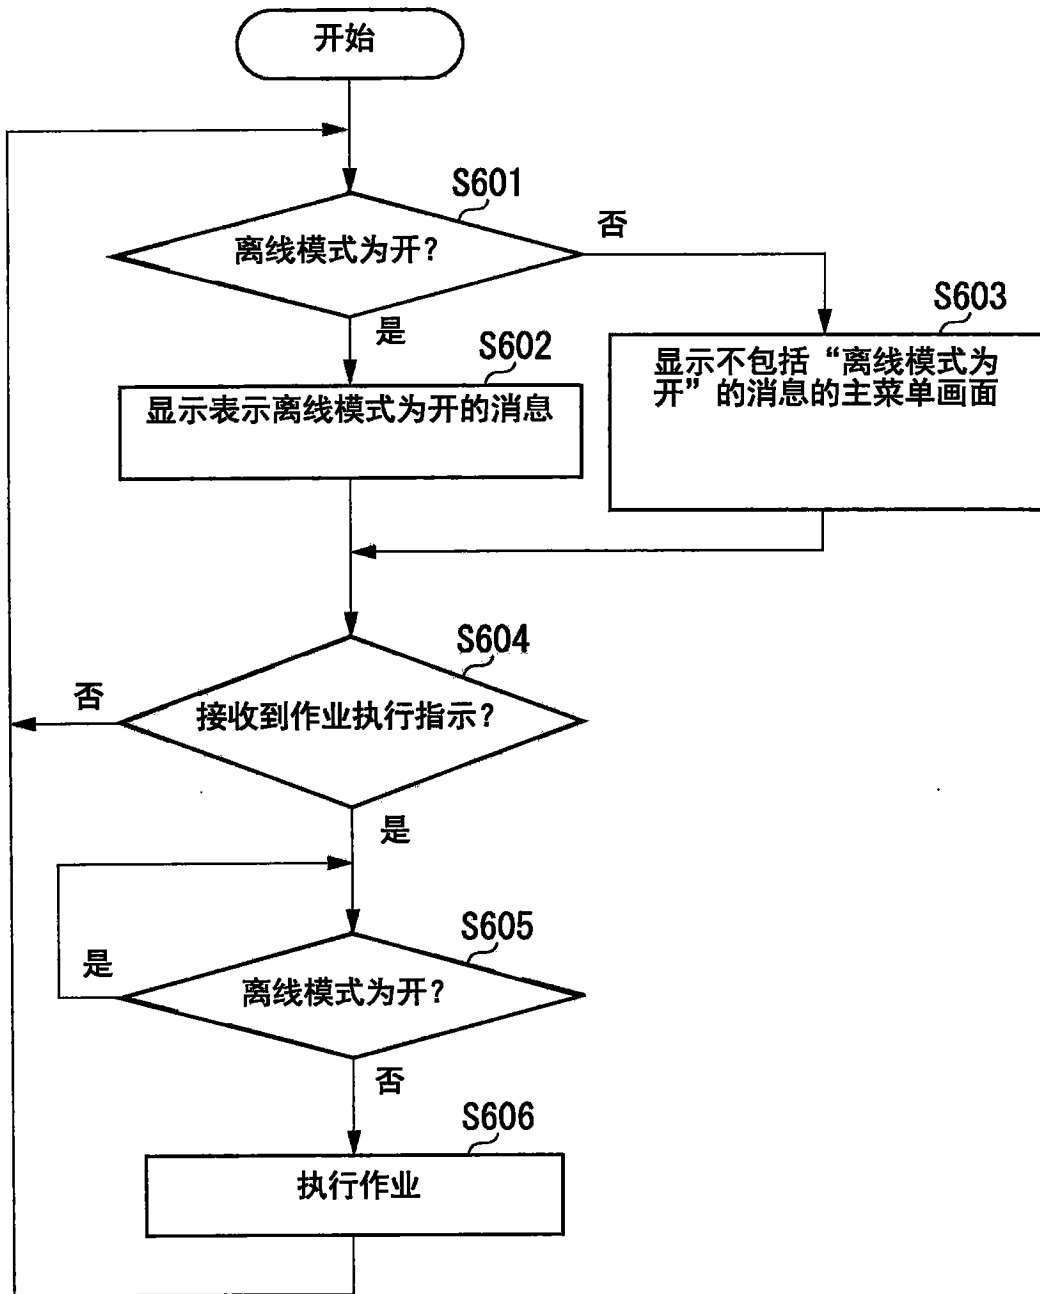 开始
S601
离线模式为开?
否
是
S602
显示表示离线模式为开的消息
S603
显示不包括“离线模式为
开”的消息的主菜单画面
S604
接收到作业执行指示?
否
是
S605
离线模式为开?
是
否
S606
执行作业